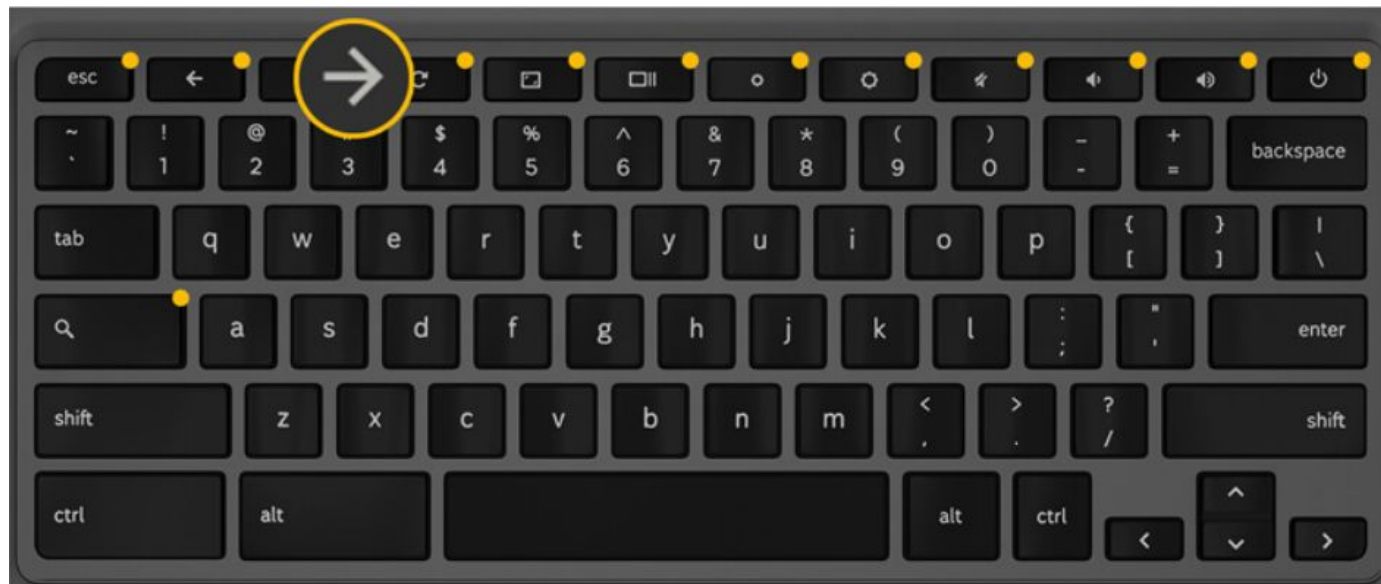 esc
~ ! @ $ % ^ & * ( ) _ +
` 1 2 3 4 5 6 7 8 9 0 - = backspace
tab q w e r t y u i o p { } |
[ ] \
a s d f g h j k l : " enter
; '
shift z x c v b n m < > ? shift
, . /
ctrl alt alt ctrl